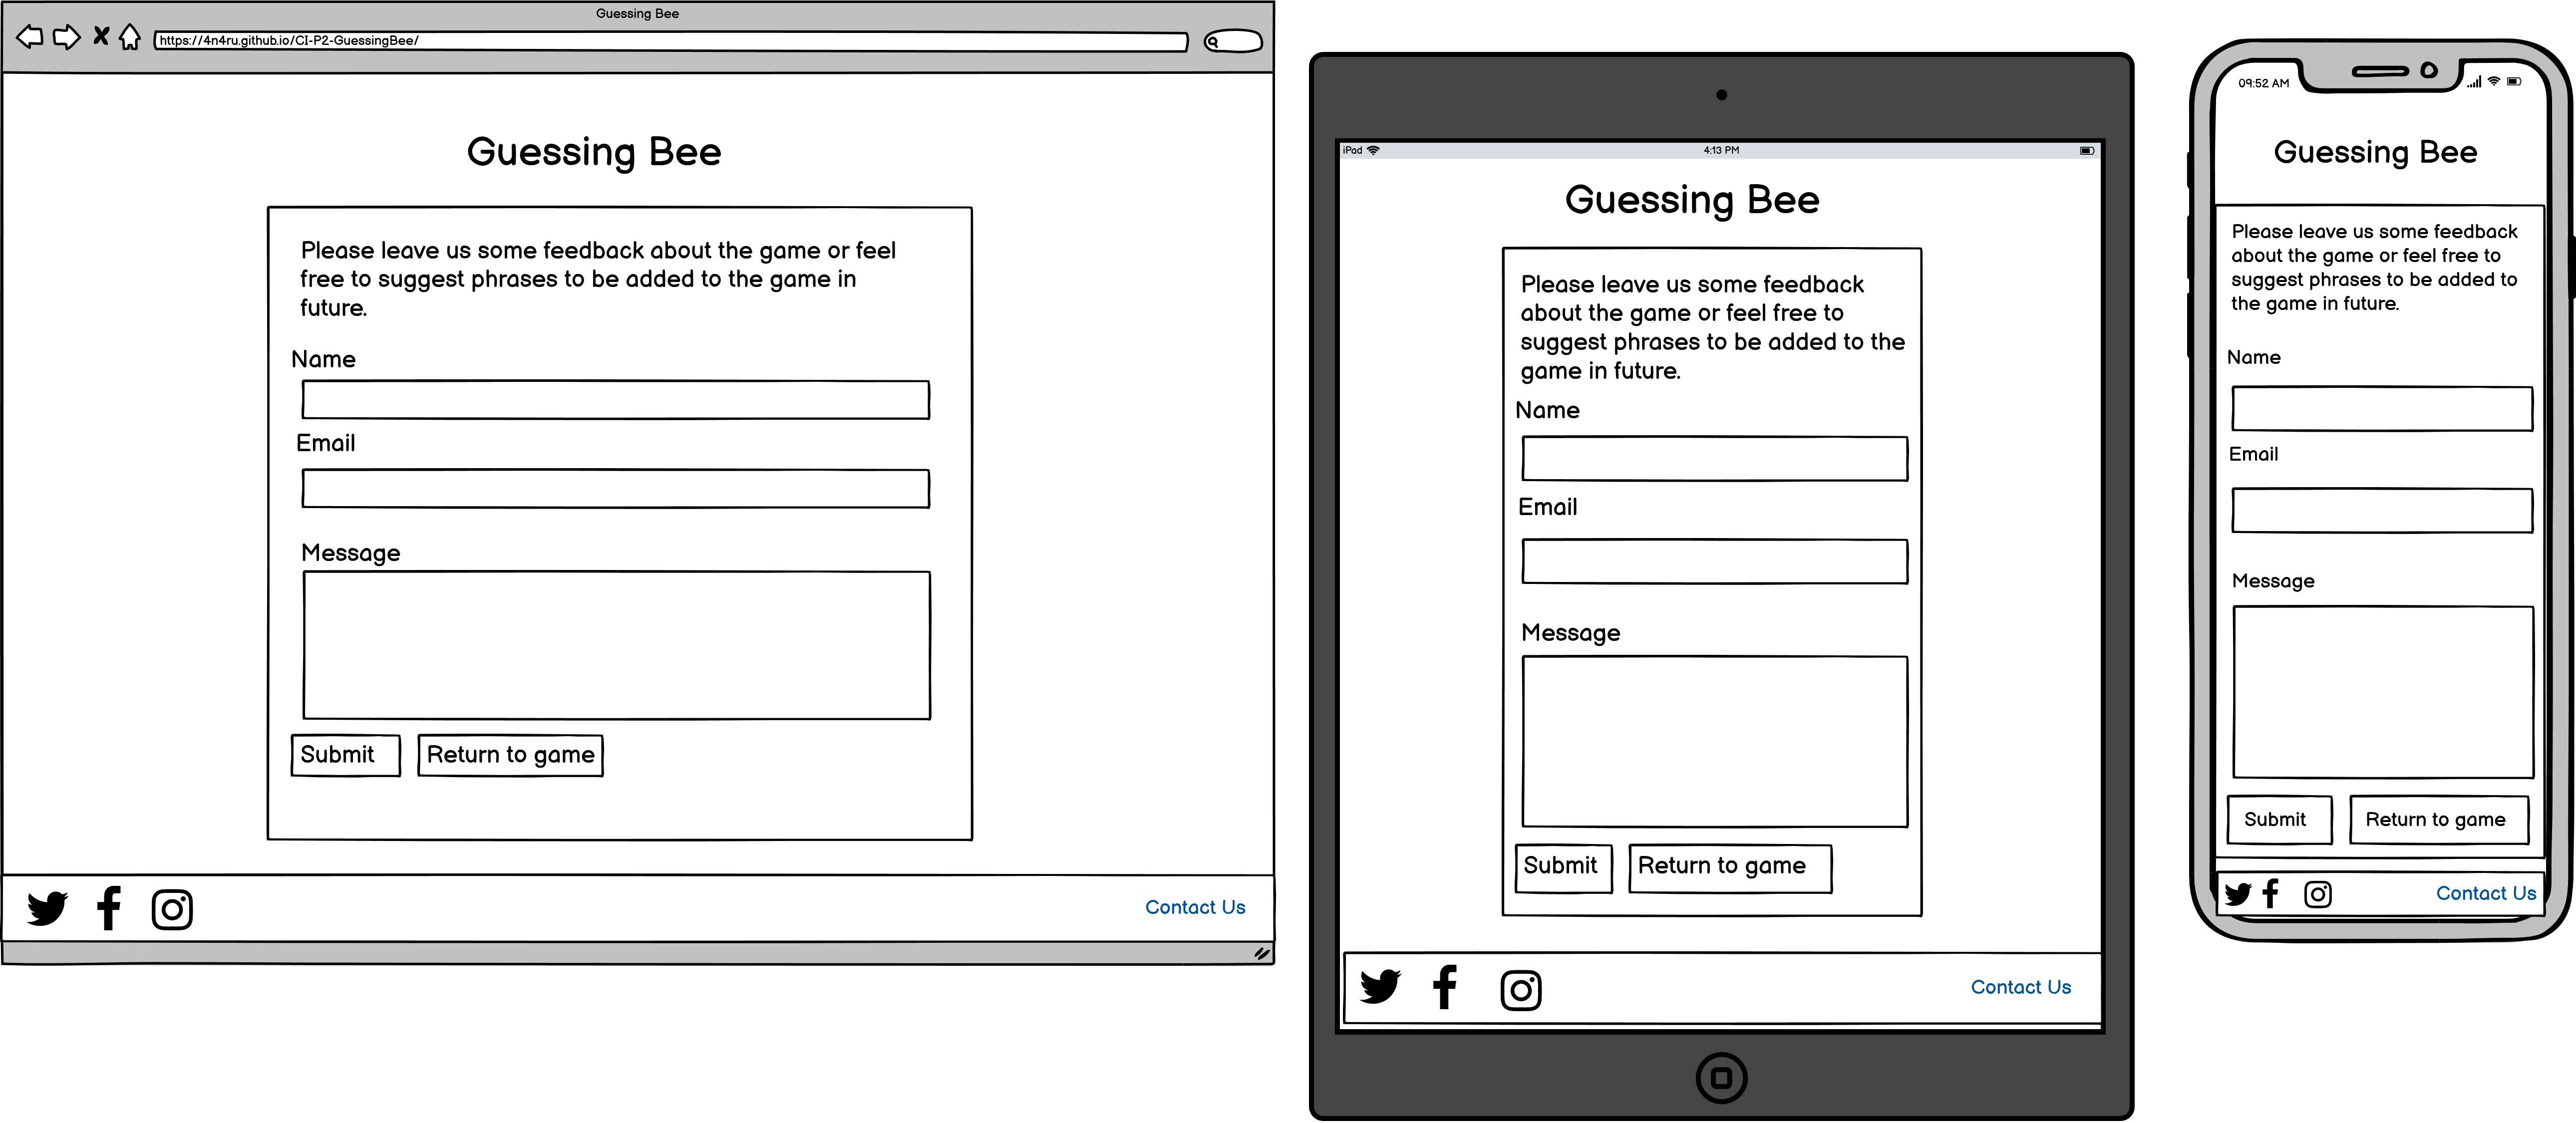 Guessing Bee
https://4n4ru.github.io/CI-P2-GuessingBee/
Guessing Bee
Please leave us some feedback about the game or feel
free to suggest phrases to be added to the game in
future.
Name
Email
Message
Submit
Return to game
Contact Us
iPad
4:13 PM
Guessing Bee
Please leave us some feedback
about the game or feel free to
suggest phrases to be added to the
game in future.
Name
Email
Message
Submit
Return to game
Contact Us
09:52 AM
Guessing Bee
Please leave us some feedback
about the game or feel free to
suggest phrases to be added to
the game in future.
Name
Email
Message
Submit
Return to game
Contact Us